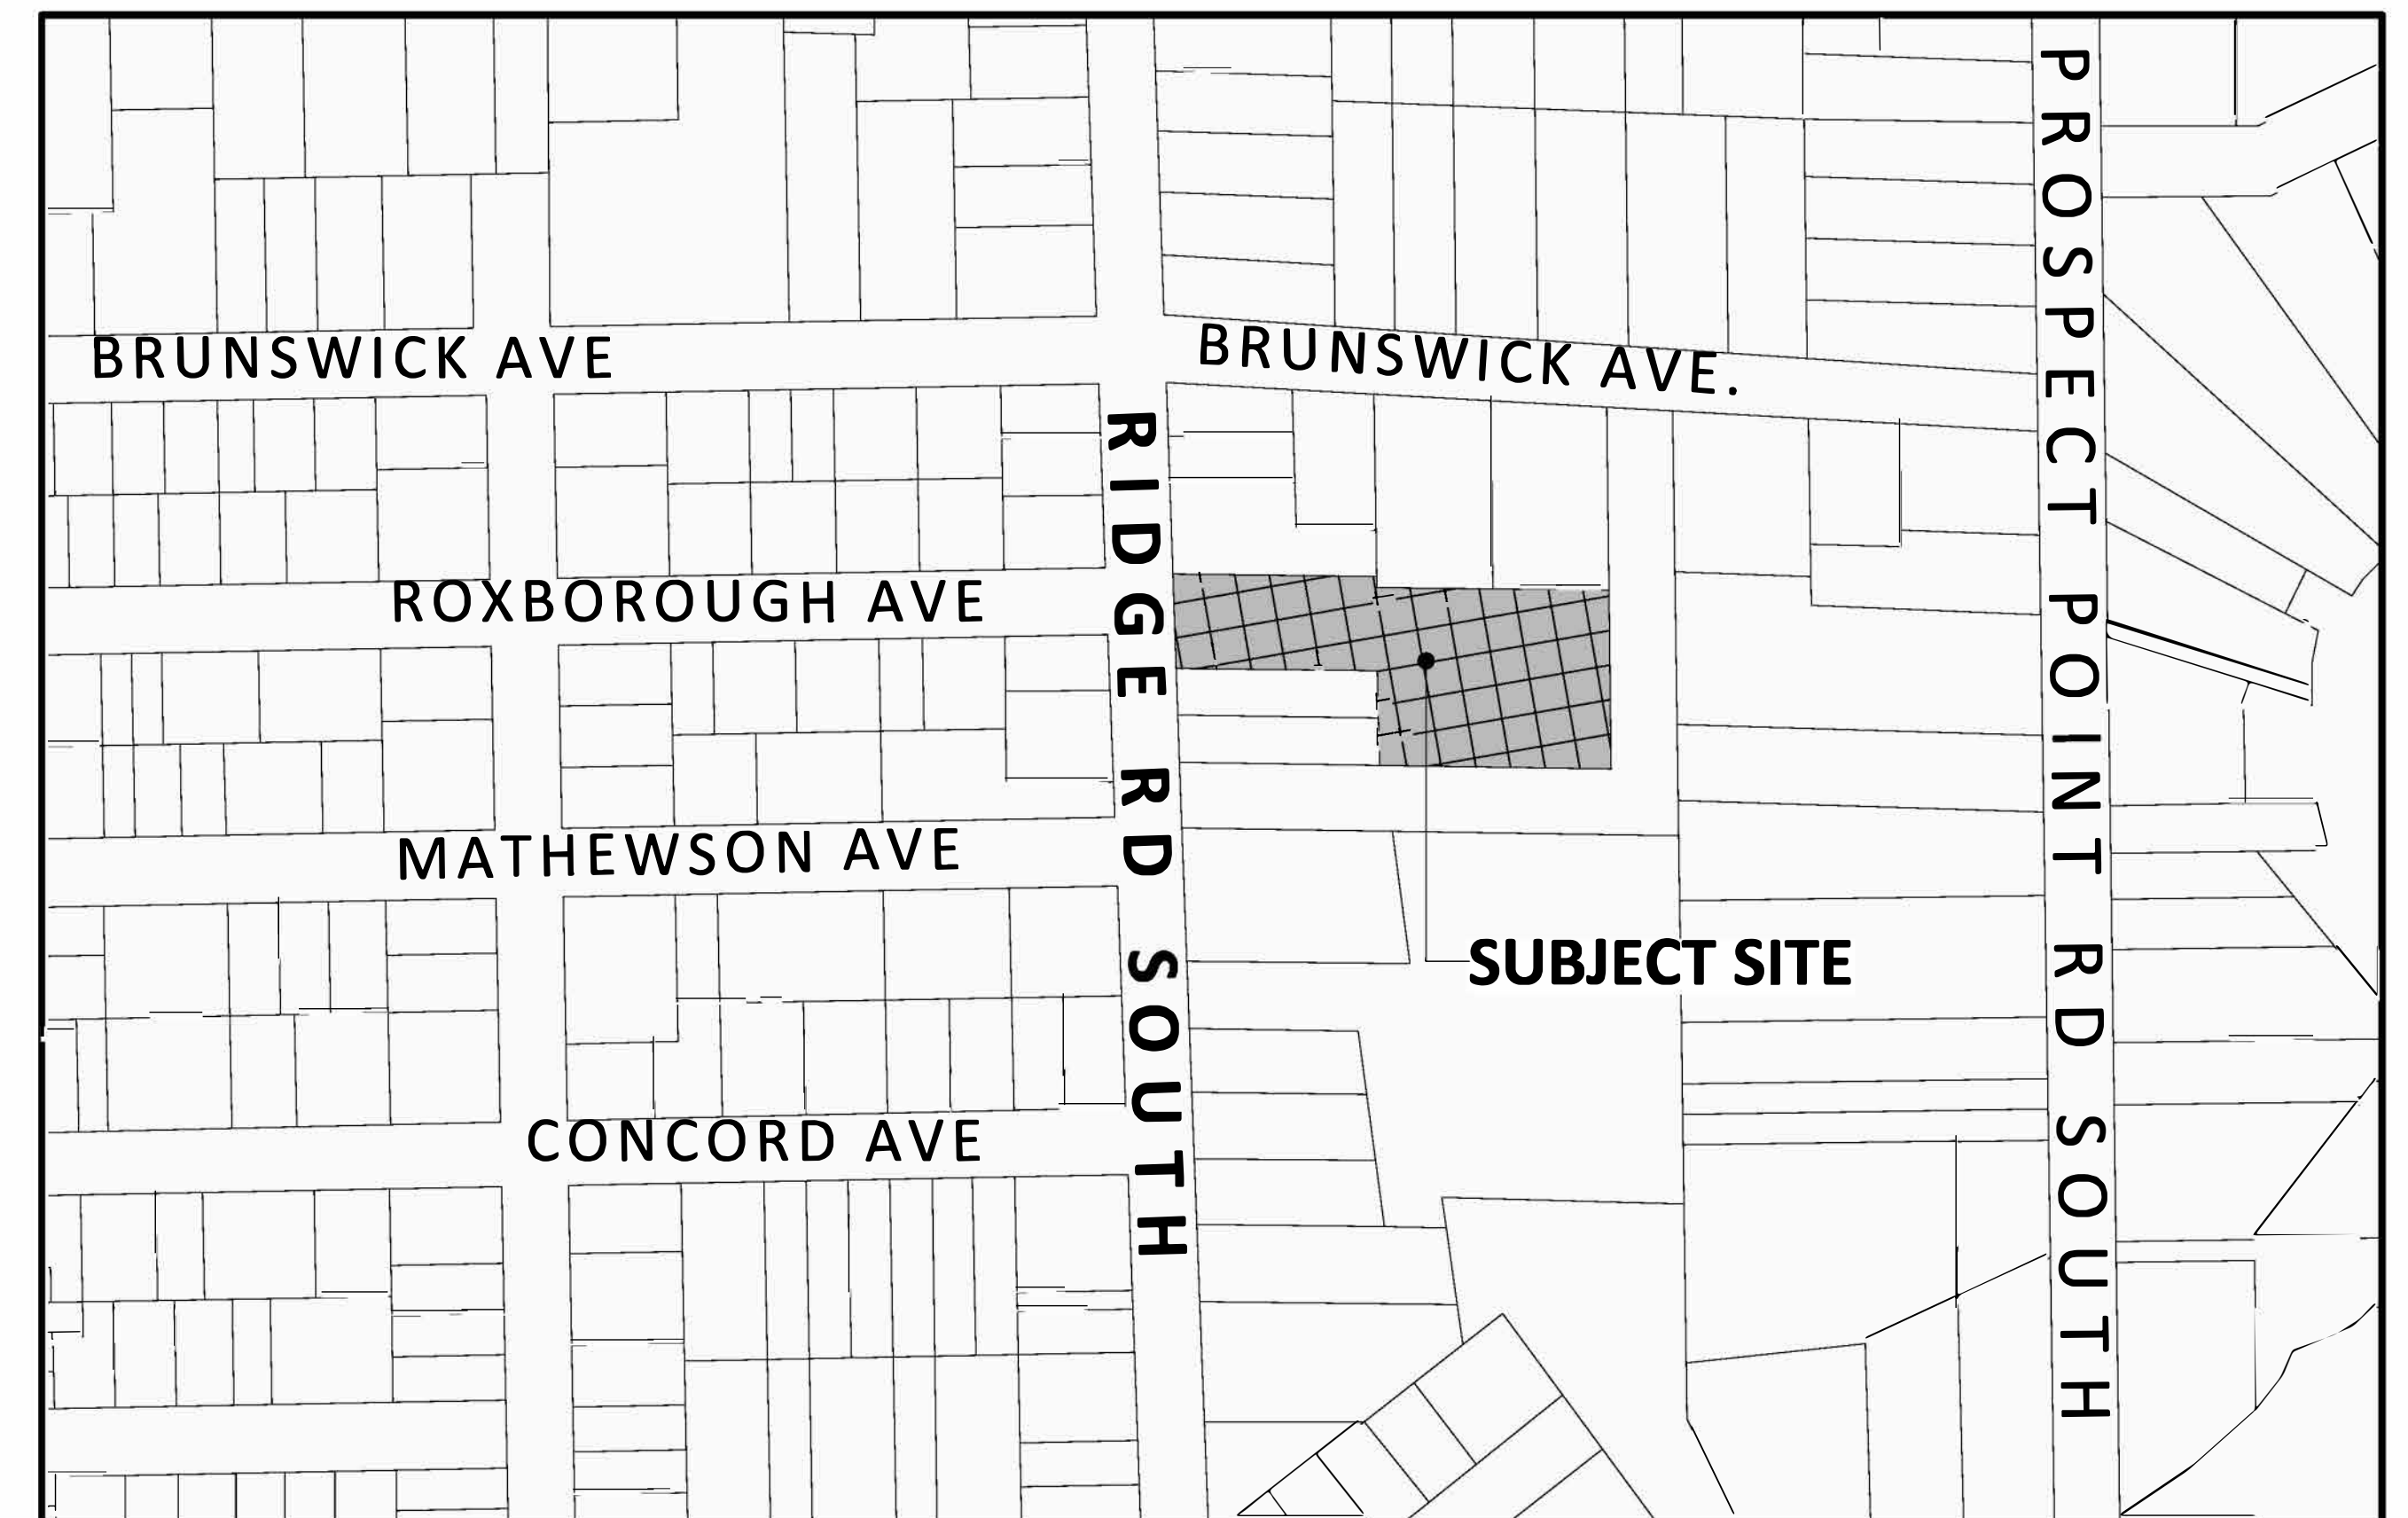 BRUNSWICK AVE
BRUNSWICK AVE.
ROXBOROUGH AVE
MATHEWSON AVE
CONCORD AVE
RIDGE RD SOUTH
SUBJECT SITE
PROSPECT POINT RD SOUTH